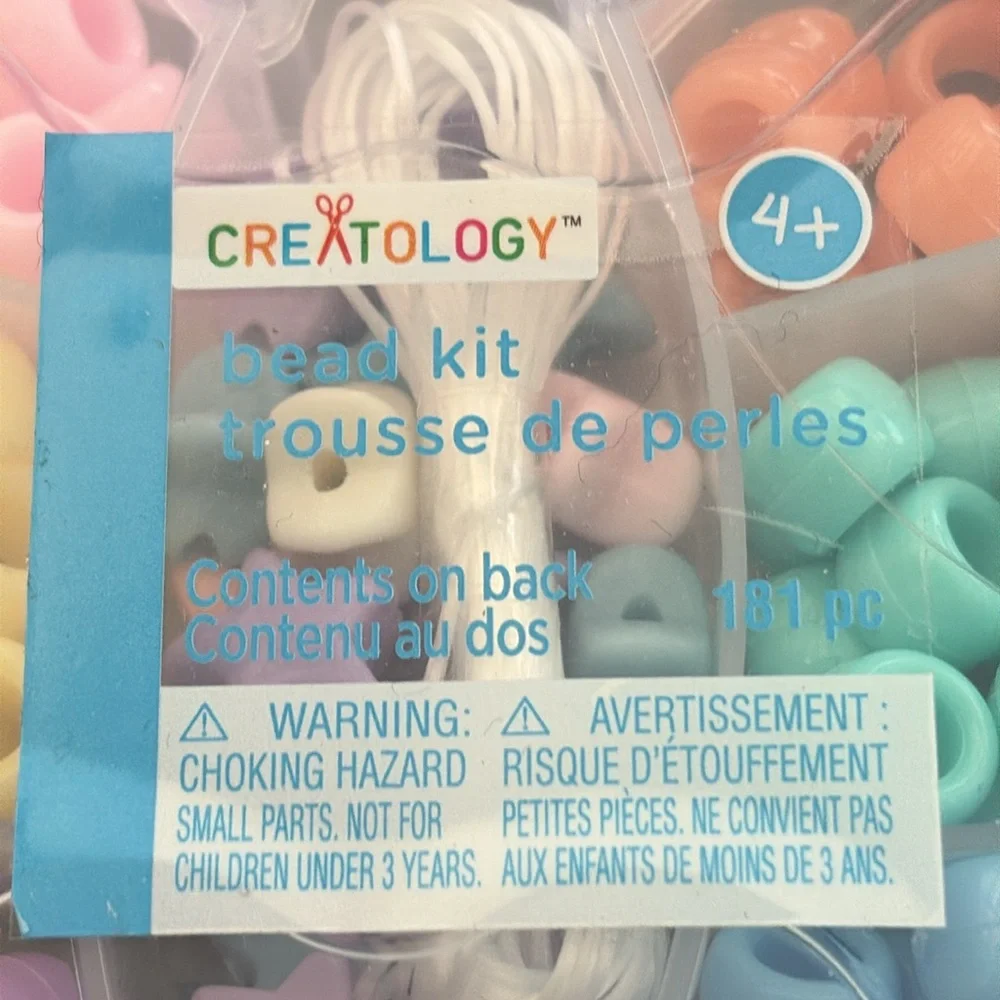 CREATOLOGY™
4+
bead kit
trousse de perles
Contents on back
Contenu au dos
181 pc
⚠ WARNING:
CHOKING HAZARD
SMALL PARTS. NOT FOR
CHILDREN UNDER 3 YEARS.
⚠ AVERTISSEMENT :
RISQUE D'ÉTOUFFEMENT
PETITES PIÈCES. NE CONVIENT PAS
AUX ENFANTS DE MOINS DE 3 ANS.